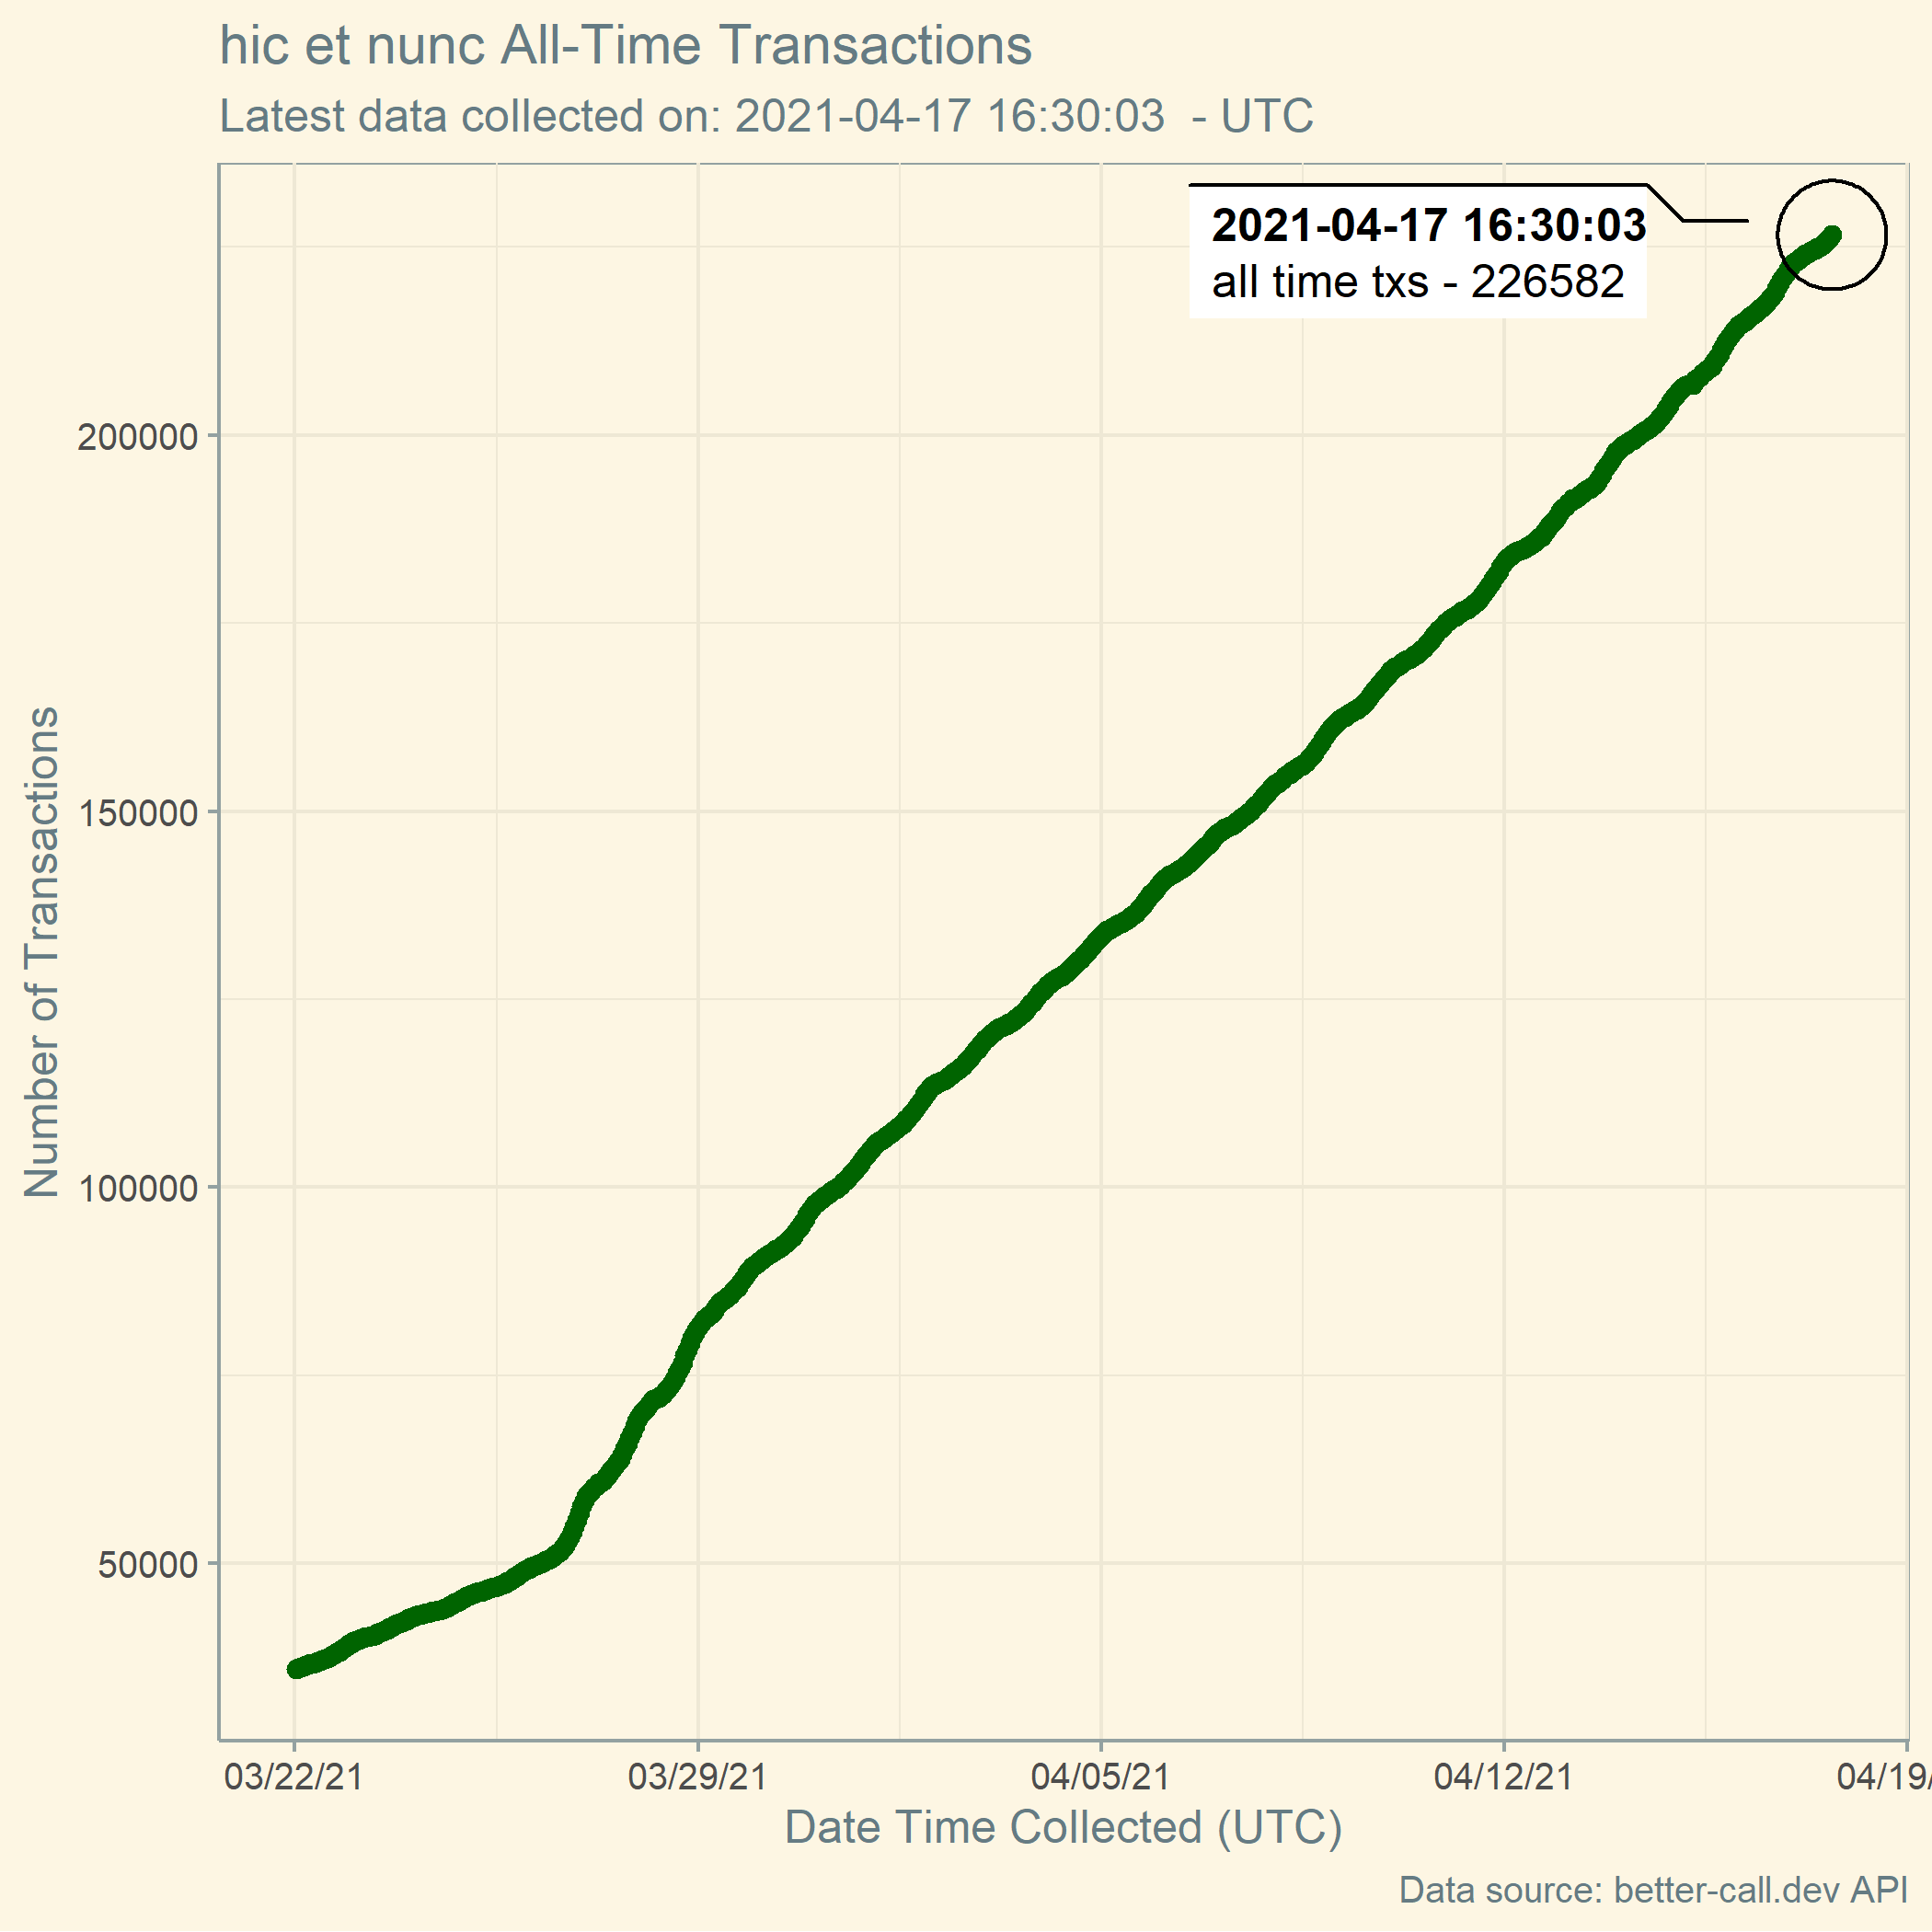 hic et nunc All-Time Transactions
Latest data collected on: 2021-04-17 16:30:03  - UTC
2021-04-17 16:30:03
all time txs - 226582
Number of Transactions
200000
150000
100000
50000
03/22/21
03/29/21
04/05/21
04/12/21
04/19/
Date Time Collected (UTC)
Data source: better-call.dev API